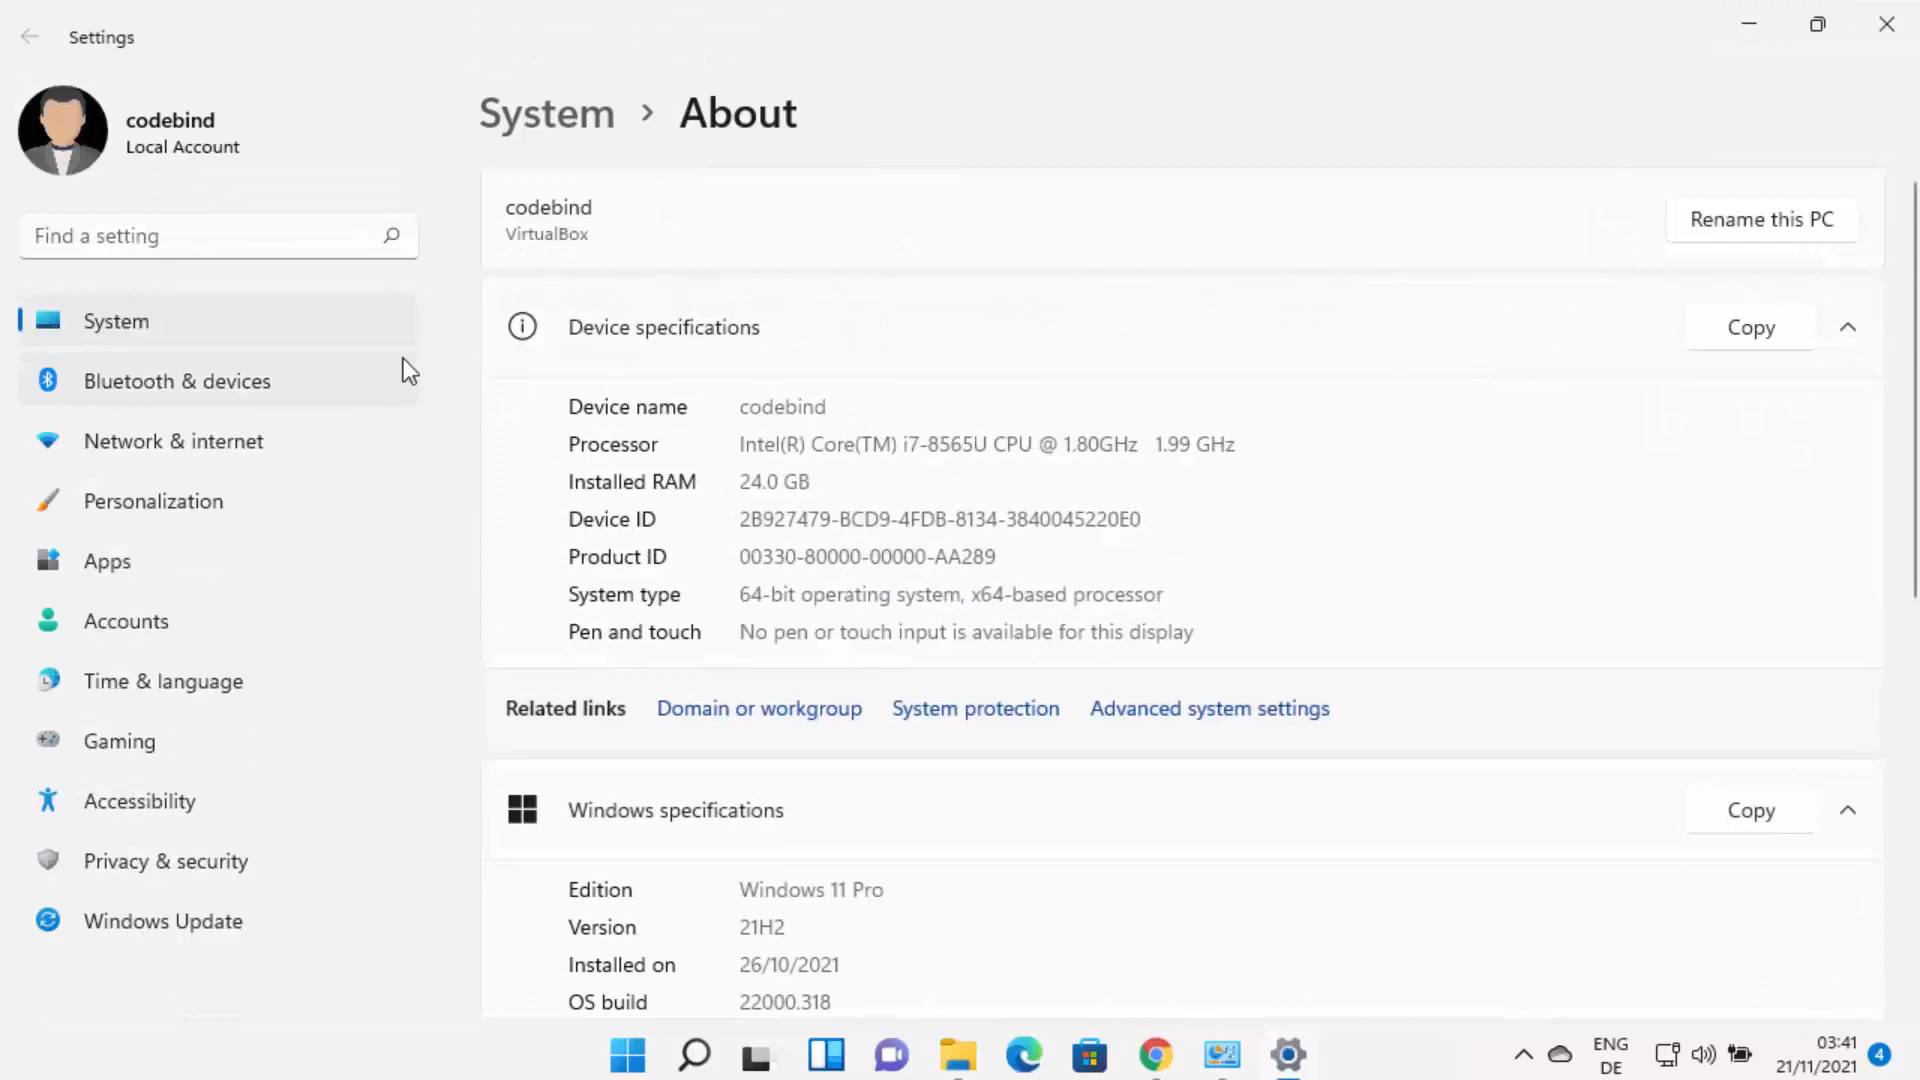 Settings
codebind
Local Account
Find a setting
System
Bluetooth & devices
Network & internet
Personalization
Apps
Accounts
Time & language
Gaming
Accessibility
Privacy & security
Windows Update
System › About
codebind
VirtualBox
Rename this PC
Device specifications
Copy
Device name codebind
Processor Intel(R) Core(TM) i7-8565U CPU @ 1.80GHz 1.99 GHz
Installed RAM 24.0 GB
Device ID 2B927479-BCD9-4FDB-8134-3840045220E0
Product ID 00330-80000-00000-AA289
System type 64-bit operating system, x64-based processor
Pen and touch No pen or touch input is available for this display
Related links Domain or workgroup System protection Advanced system settings
Windows specifications
Copy
Edition Windows 11 Pro
Version 21H2
Installed on 26/10/2021
OS build 22000.318
ENG
DE
03:41
21/11/2021
4